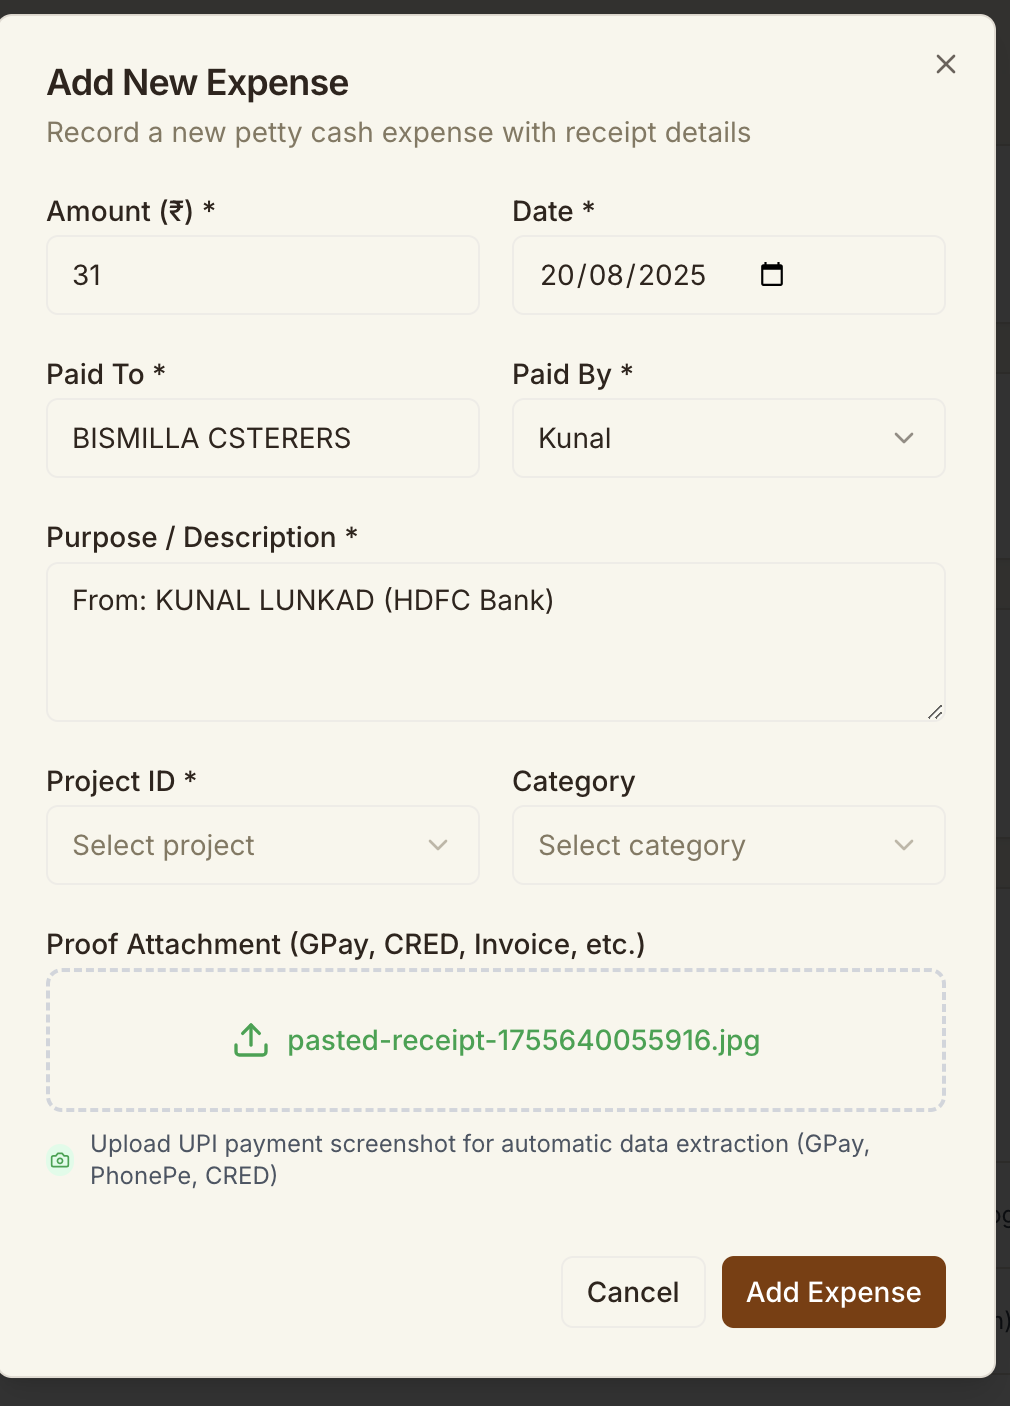 Add New Expense
Record a new petty cash expense with receipt details
Amount (₹) *
Date *
31
20/08/2025
Paid To *
Paid By *
BISMILLA CSTERERS
Kunal
Purpose / Description *
From: KUNAL LUNKAD (HDFC Bank)
Project ID *
Category
Select project
Select category
Proof Attachment (GPay, CRED, Invoice, etc.)
pasted-receipt-1755640055916.jpg
Upload UPI payment screenshot for automatic data extraction (GPay,
PhonePe, CRED)
Cancel
Add Expense